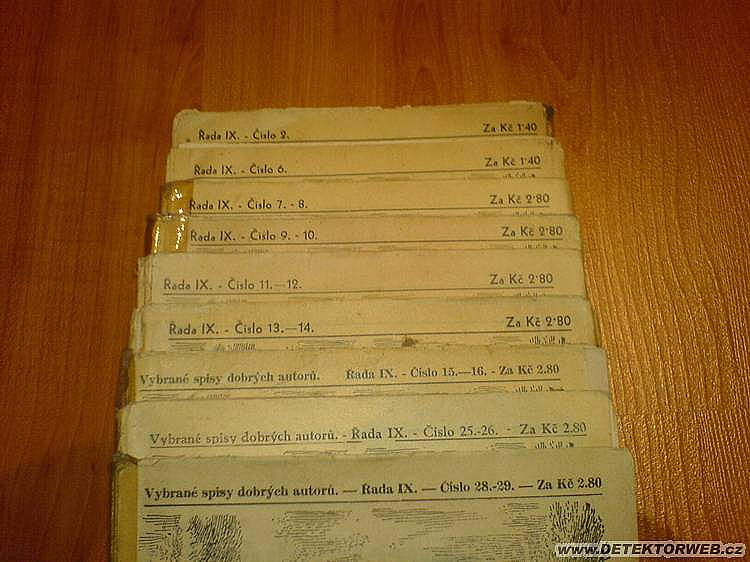 Řada IX. - Číslo 2. Za Kč 1·40
Řada IX. - Číslo 6. Za Kč 1·40
Řada IX. - Číslo 7. - 8. Za Kč 2·80
Řada IX. - Číslo 9. - 10. Za Kč 2·80
Řada IX. - Číslo 11.—12. Za Kč 2·80
Řada IX. - Číslo 13.—14. Za Kč 2·80
Vybrané spisy dobrých autorů. Řada IX. - Číslo 15.—16. - Za Kč 2.80
Vybrané spisy dobrých autorů. - Řada IX. - Číslo 25.-26. - Za Kč 2.80
Vybrané spisy dobrých autorů. — Řada IX. — Číslo 28.-29. — Za Kč 2.80
www.DETEKTORWEB.cz